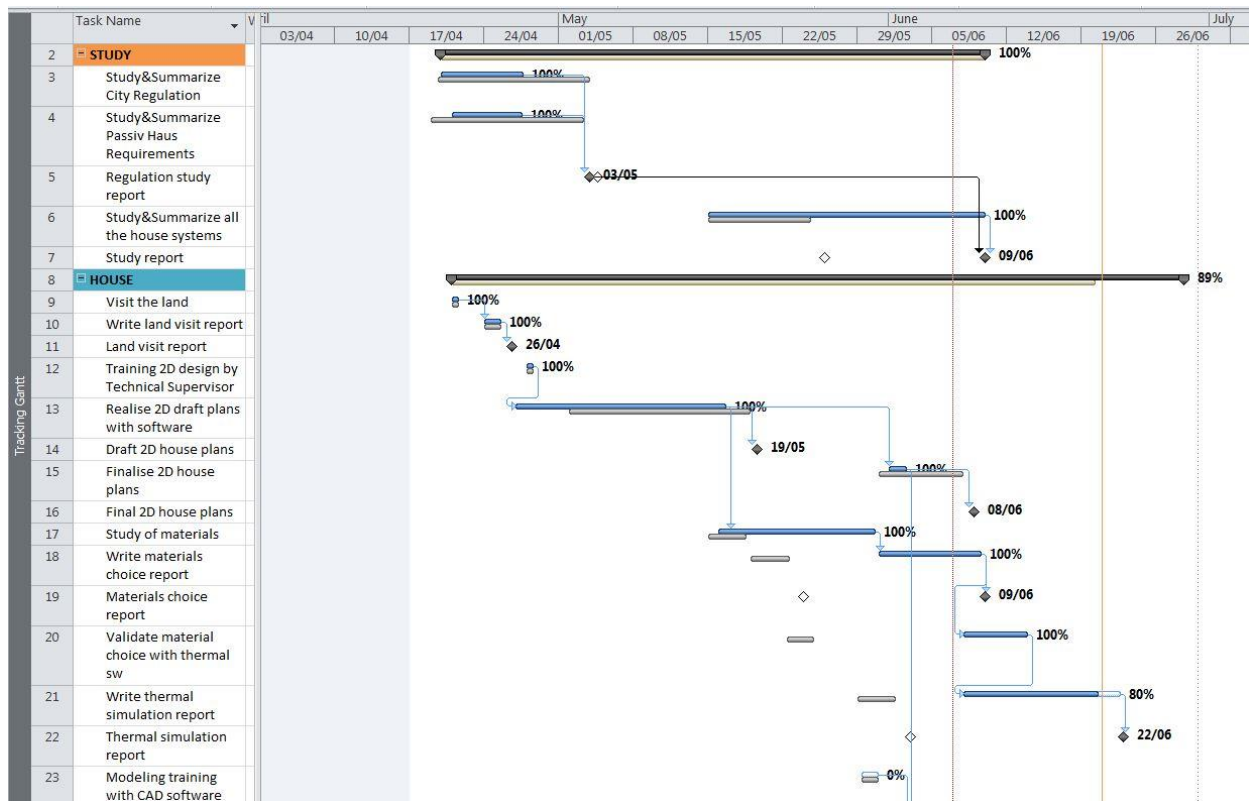 Task Name
V
ril
May
June
July
03/04 10/04 17/04 24/04 01/05 08/05 15/05 22/05 29/05 05/06 12/06 19/06 26/06
Tracking Gantt
2 STUDY 100%
3 Study&Summarize 100%
City Regulation
4 Study&Summarize 100%
Passiv Haus
Requirements
5 Regulation study 03/05
report
6 Study&Summarize all 100%
the house systems
7 Study report 09/06
8 HOUSE 89%
9 Visit the land 100%
10 Write land visit report 100%
11 Land visit report 26/04
12 Training 2D design by 100%
Technical Supervisor
13 Realise 2D draft plans 100%
with software
14 Draft 2D house plans 19/05
15 Finalise 2D house 100%
plans
16 Final 2D house plans 08/06
17 Study of materials 100%
18 Write materials 100%
choice report
19 Materials choice 09/06
report
20 Validate material 100%
choice with thermal
sw
21 Write thermal 80%
simulation report
22 Thermal simulation 22/06
report
23 Modeling training 0%
with CAD software